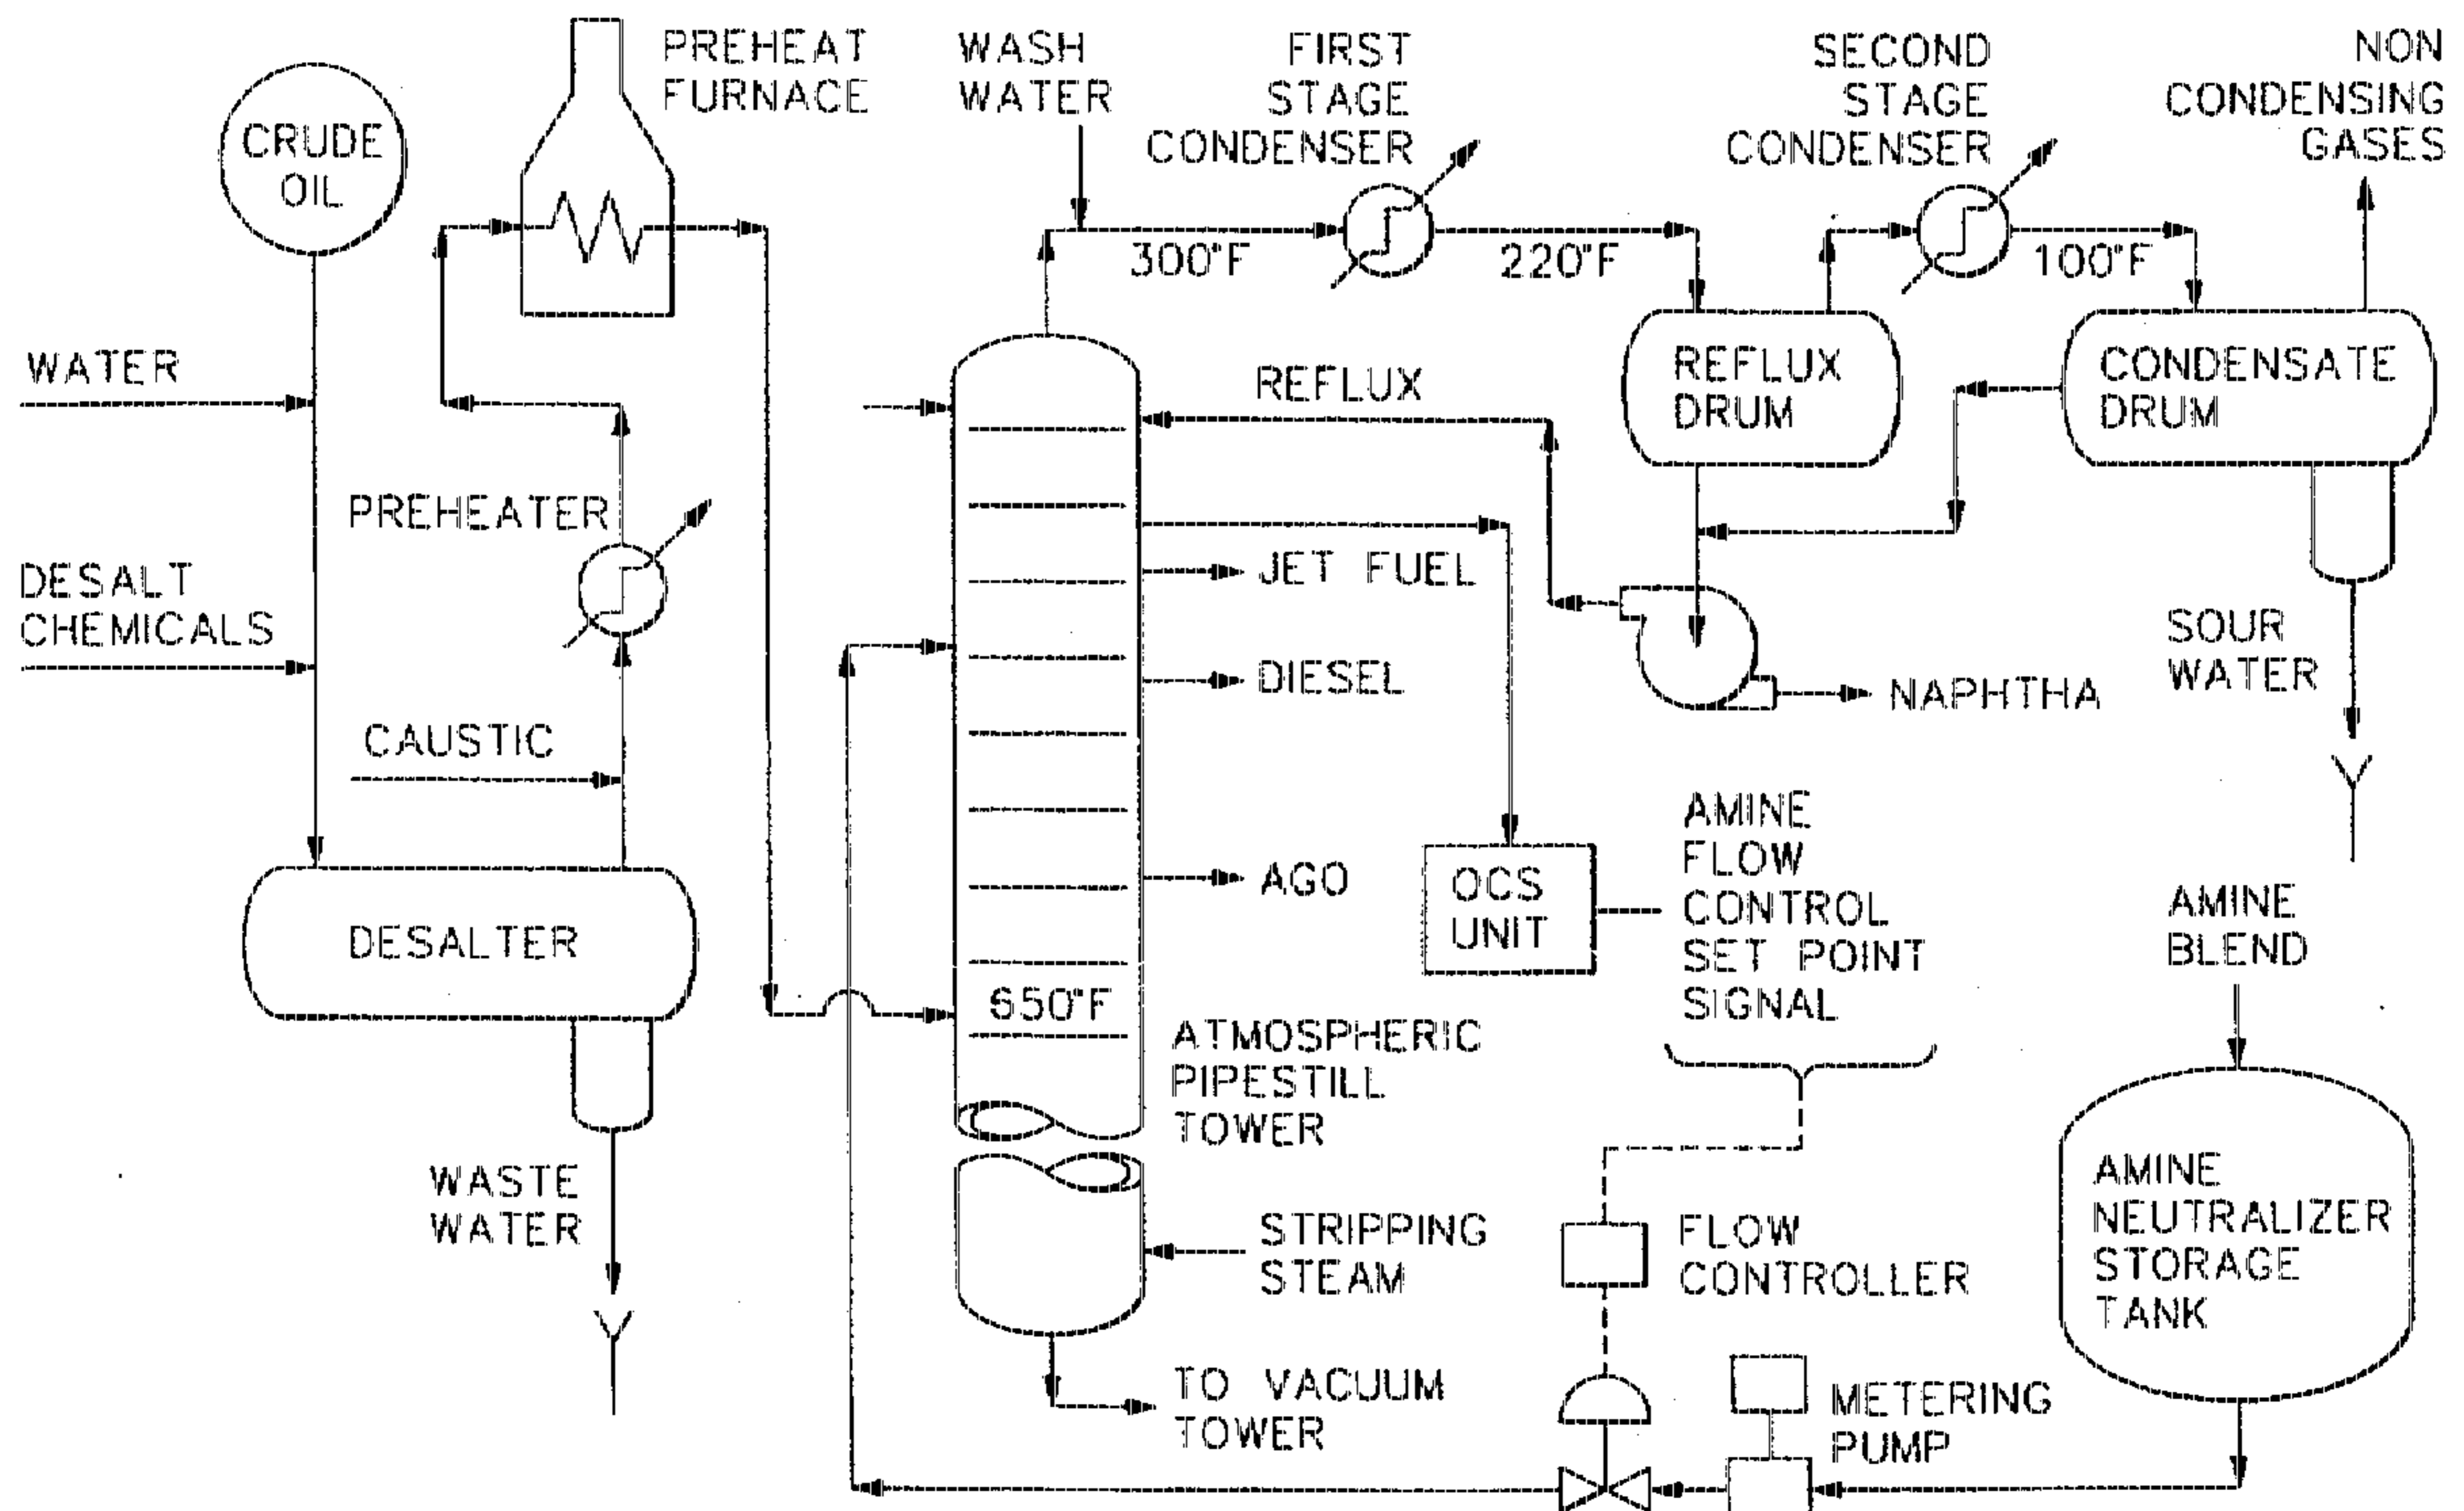 PREHEAT
FURNACE
WASH
WATER
FIRST
STAGE
CONDENSER
SECOND
STAGE
CONDENSER
NON
CONDENSING
GASES
CRUDE
OIL
300°F
220°F
100°F
WATER
REFLUX
REFLUX
DRUM
CONDENSATE
DRUM
PREHEATER
DESALT
CHEMICALS
JET FUEL
DIESEL
NAPHTHA
SOUR
WATER
CAUSTIC
AGO
OCS
UNIT
AMINE
FLOW
CONTROL
SET POINT
SIGNAL
AMINE
BLEND
DESALTER
650°F
ATMOSPHERIC
PIPESTILL
TOWER
WASTE
WATER
STRIPPING
STEAM
FLOW
CONTROLLER
AMINE
NEUTRALIZER
STORAGE
TANK
TO VACUUM
TOWER
METERING
PUMP